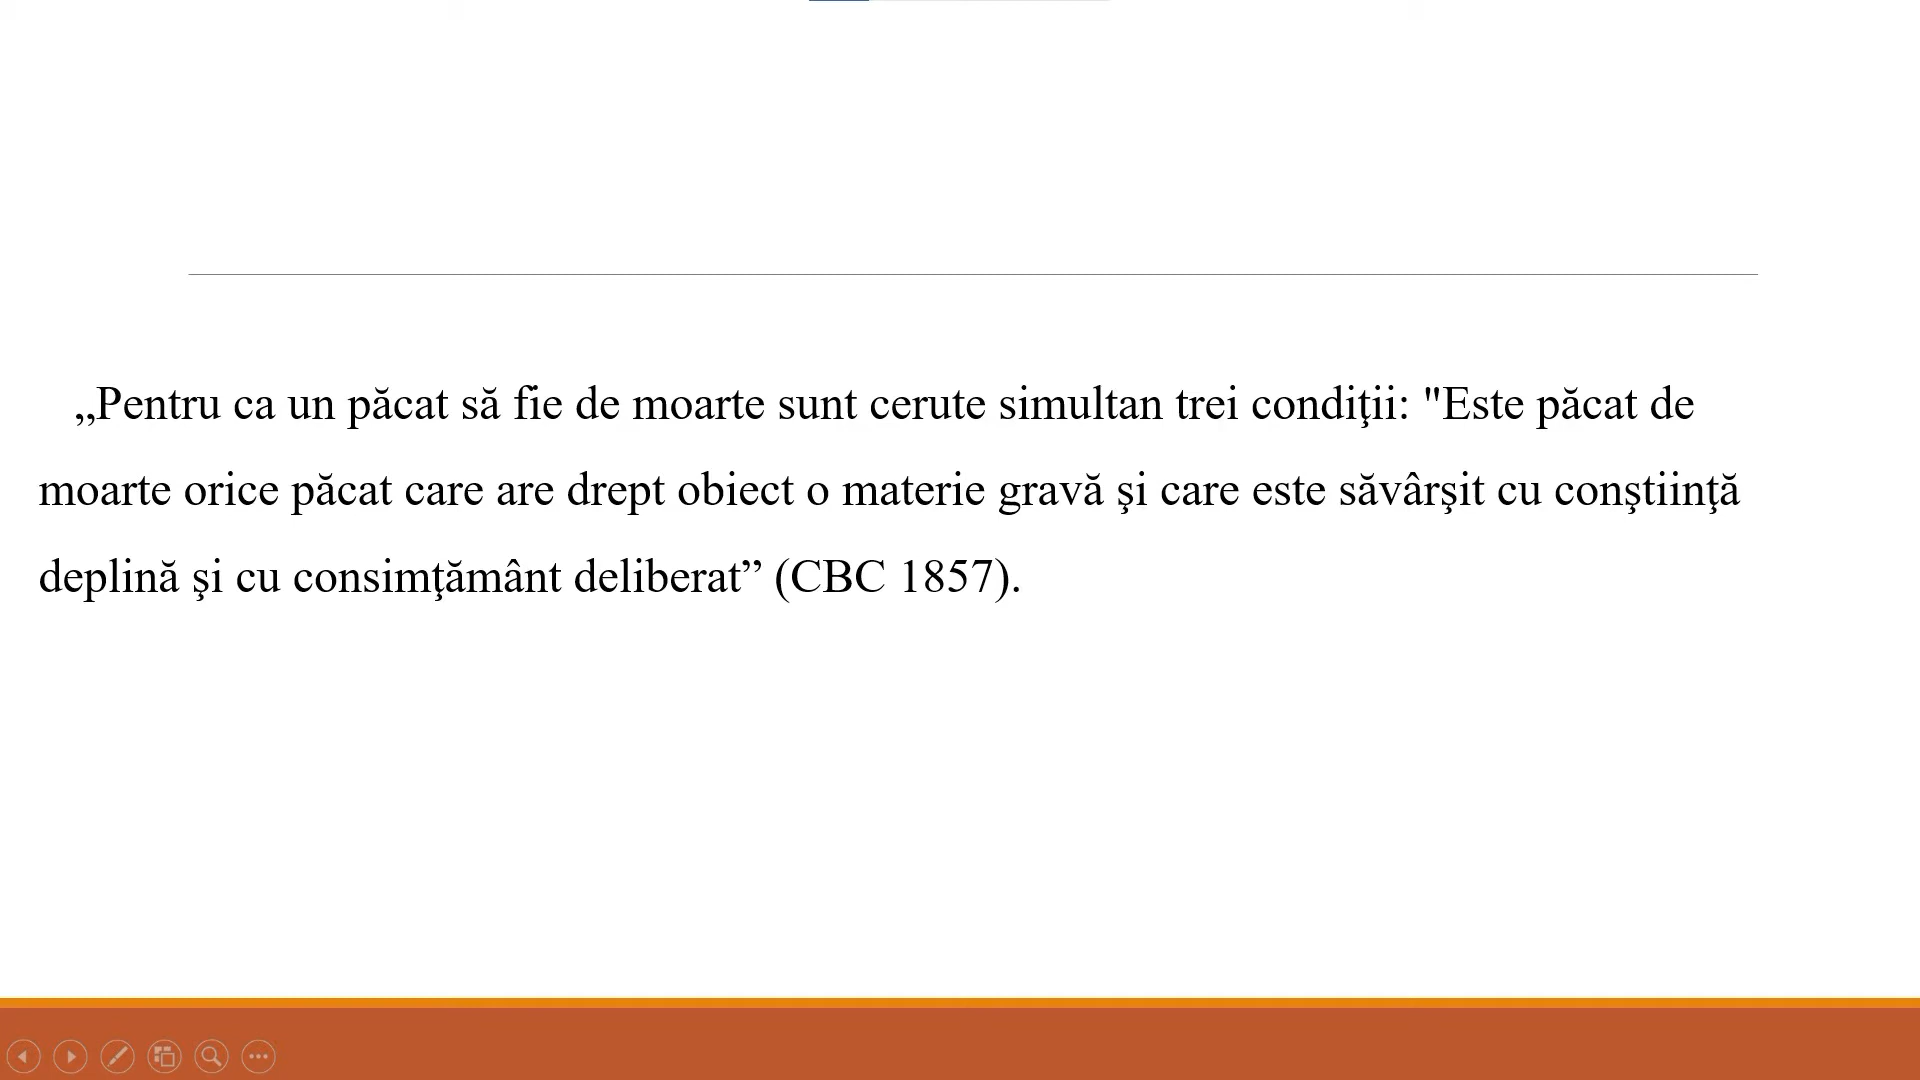 „Pentru ca un păcat să fie de moarte sunt cerute simultan trei condiţii: "Este păcat de
moarte orice păcat care are drept obiect o materie gravă şi care este săvârşit cu conştiinţă
deplină şi cu consimţământ deliberat” (CBC 1857).